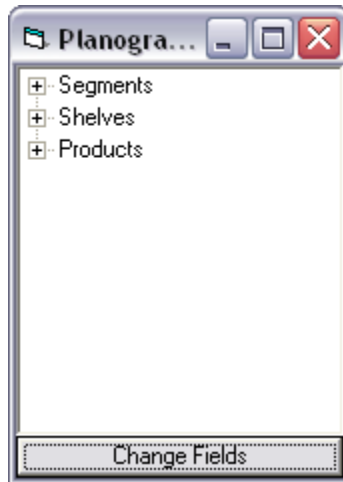 Planogra...
Segments
Shelves
Products
Change Fields